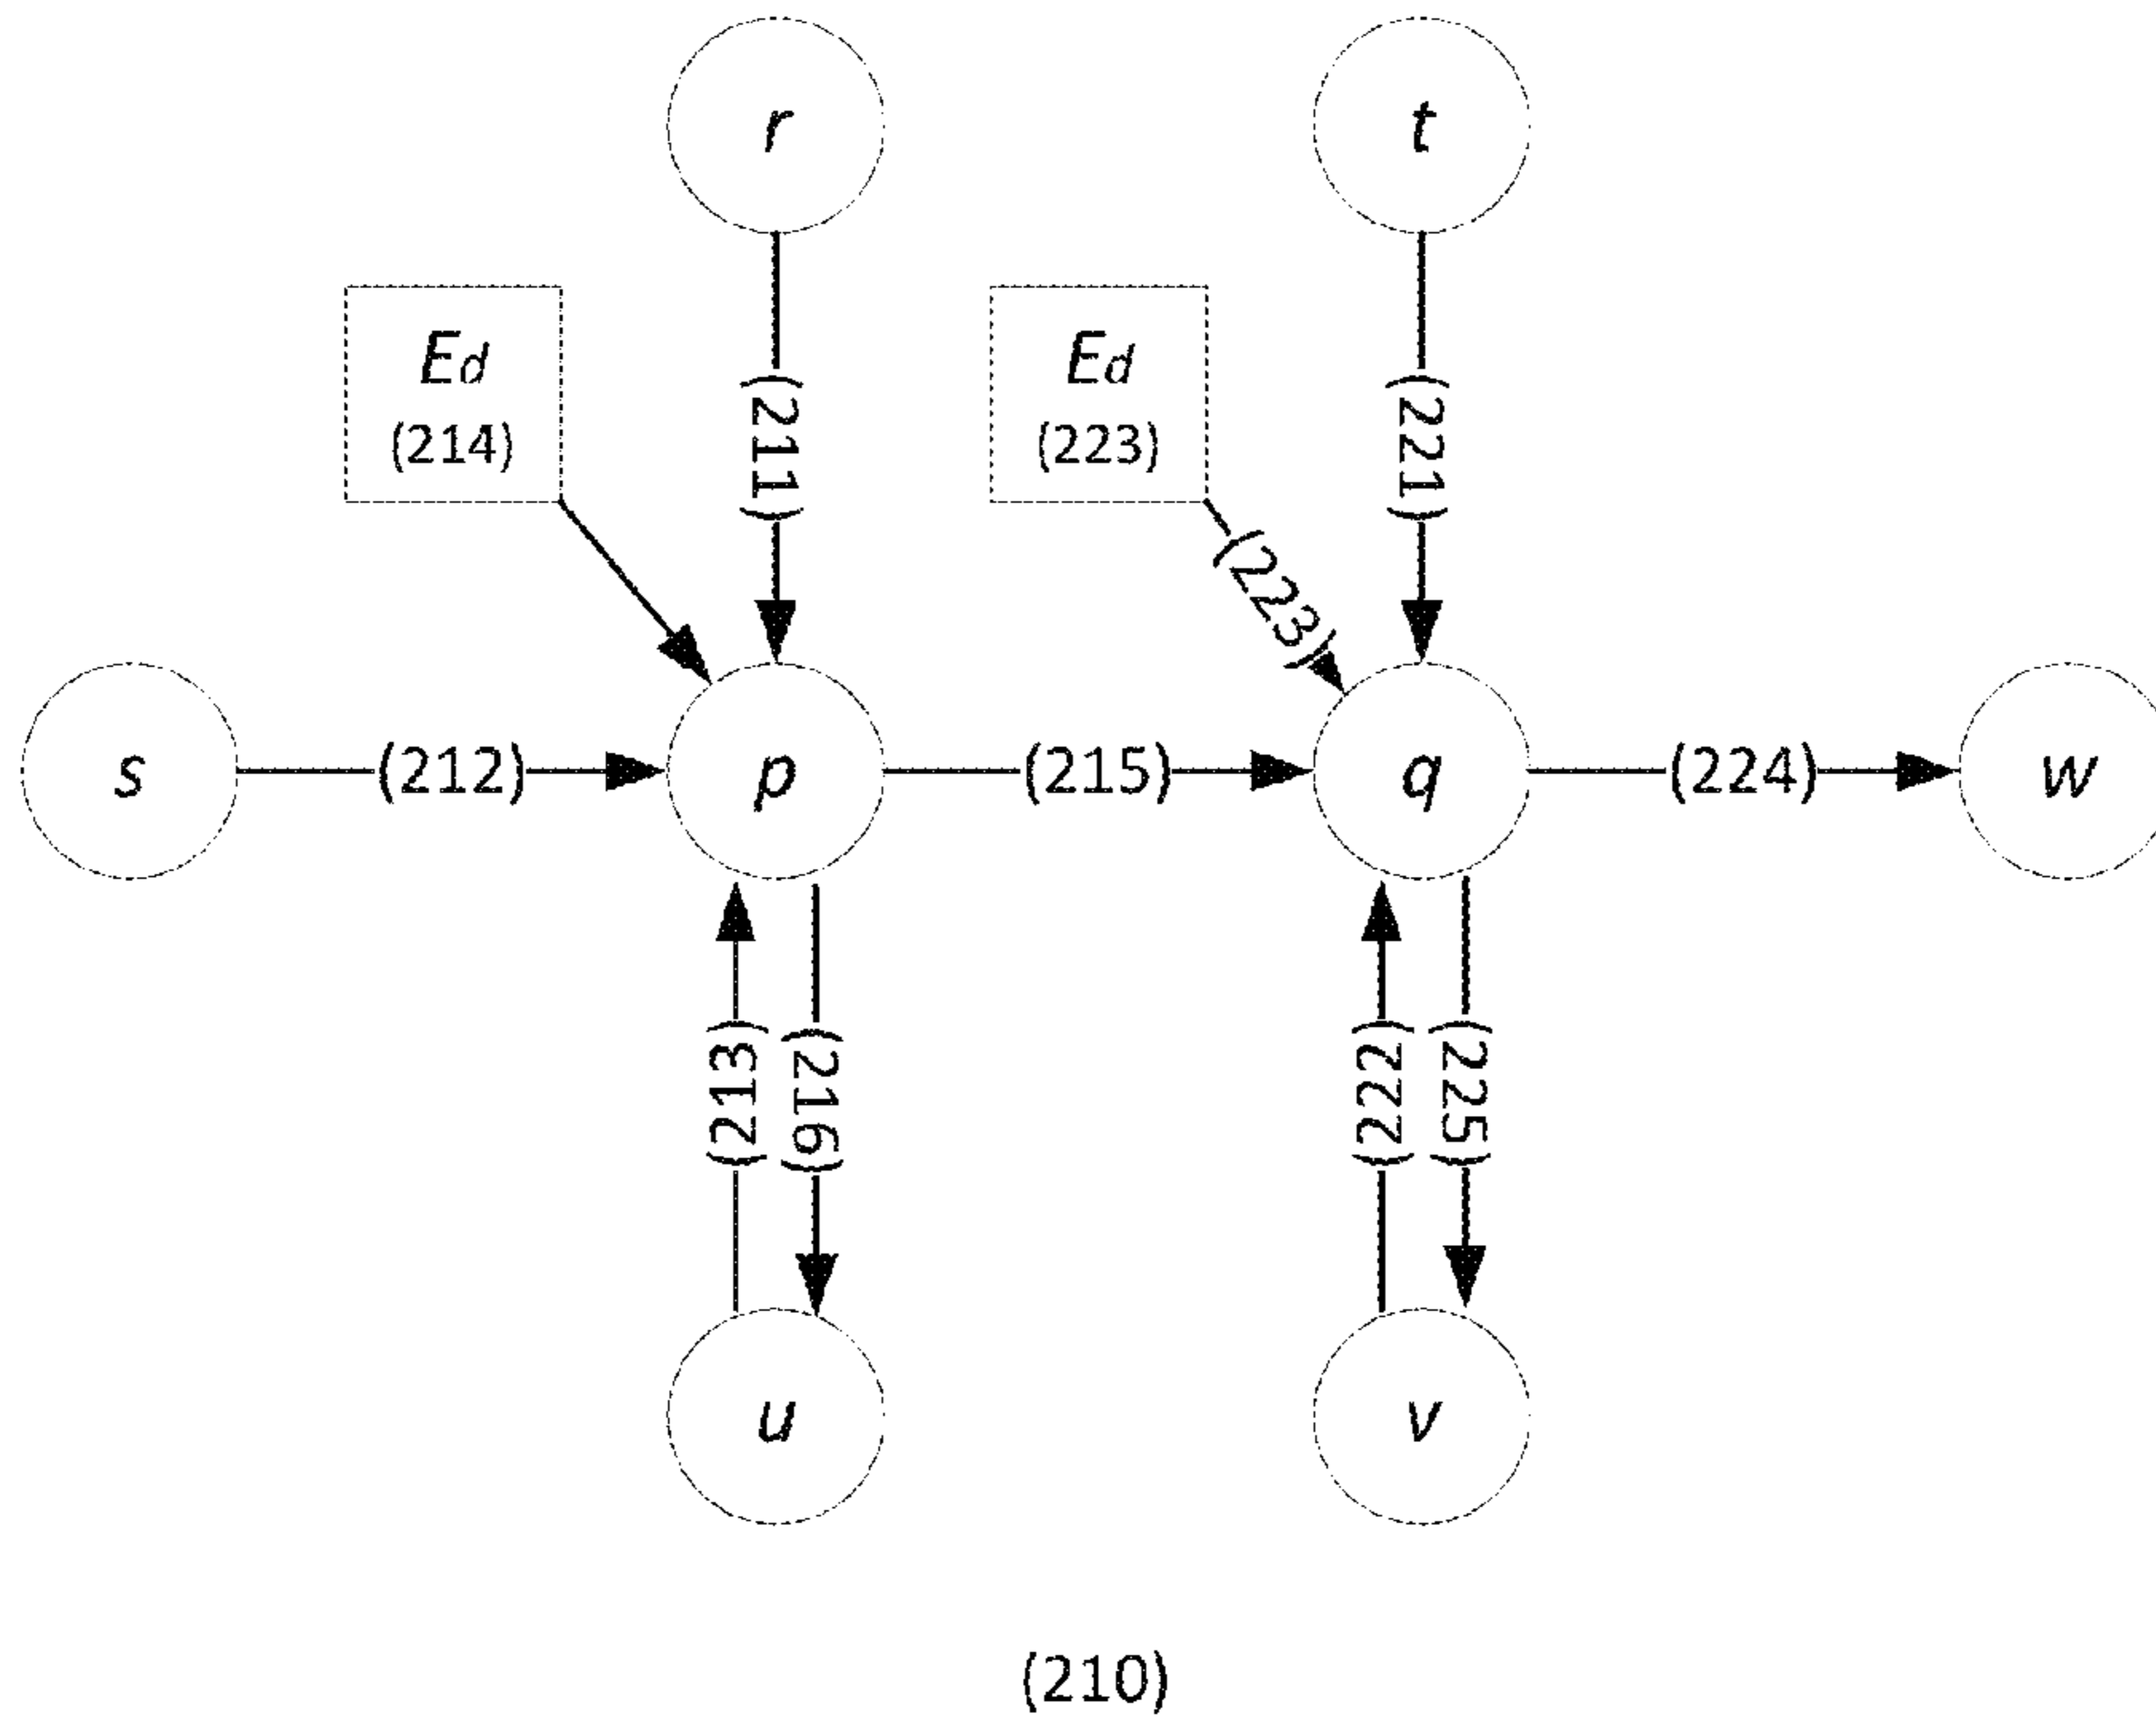 r
t
Ed
(214)
(211)
Ed
(223)
(221)
(223)
s
(212)
p
(215)
q
(224)
w
(213)
(216)
(222)
(225)
u
v
(210)